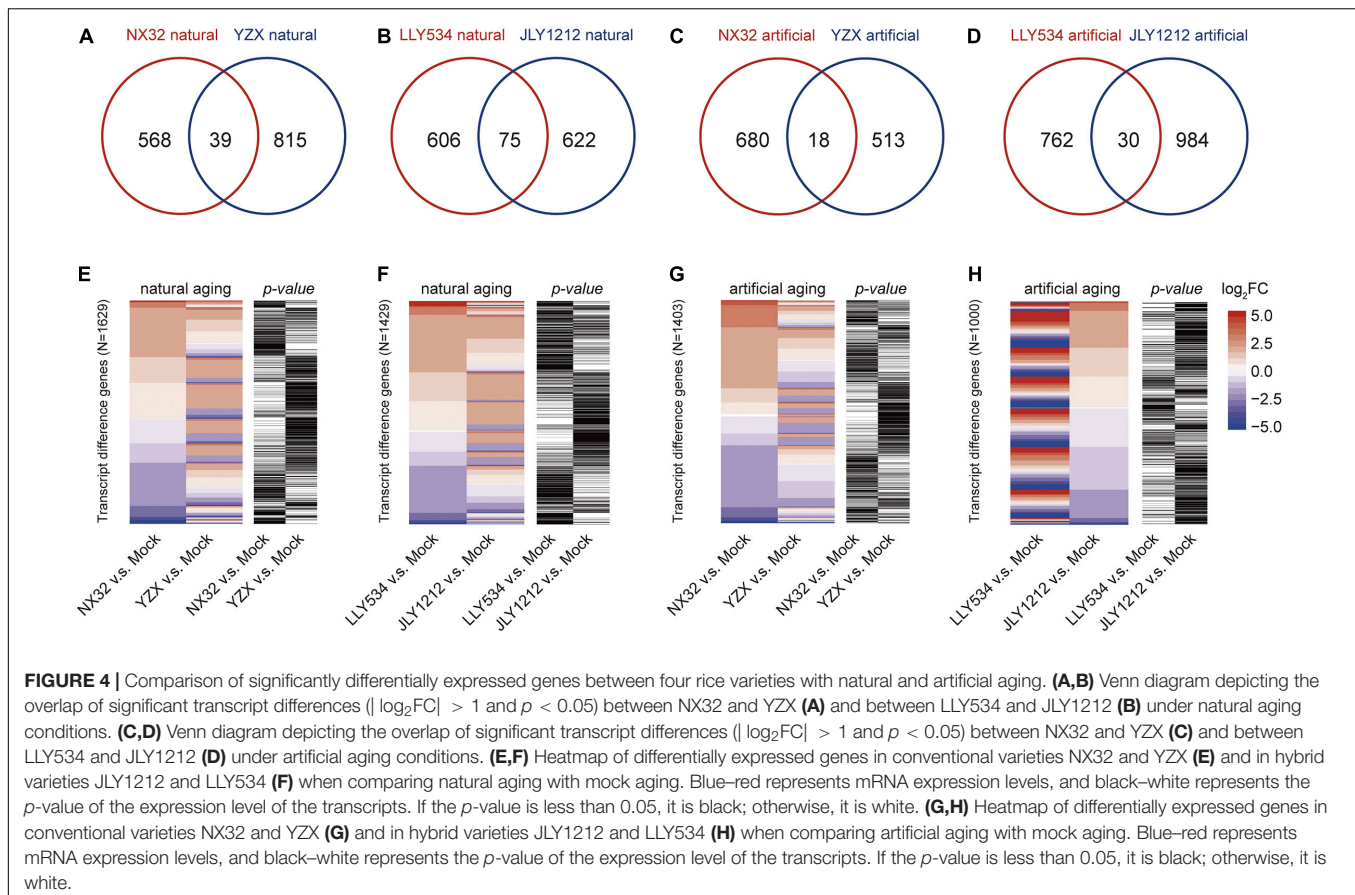 A NX32 natural YZX natural
568 39 815
B LLY534 natural JLY1212 natural
606 75 622
C NX32 artificial YZX artificial
680 18 513
D LLY534 artificial JLY1212 artificial
762 30 984
E
natural aging p-value
Transcript difference genes (N=1629)
NX32 v.s. Mock
YZX v.s. Mock
NX32 v.s. Mock
YZX v.s. Mock
F
natural aging p-value
Transcript difference genes (N=1429)
LLY534 v.s. Mock
JLY1212 v.s. Mock
LLY534 v.s. Mock
JLY1212 v.s. Mock
G
artificial aging p-value
Transcript difference genes (N=1403)
NX32 v.s. Mock
YZX v.s. Mock
NX32 v.s. Mock
YZX v.s. Mock
H
artificial aging p-value
Transcript difference genes (N=1000)
LLY534 v.s. Mock
JLY1212 v.s. Mock
LLY534 v.s. Mock
JLY1212 v.s. Mock
log₂FC
5.0
2.5
0.0
−2.5
−5.0
FIGURE 4 | Comparison of significantly differentially expressed genes between four rice varieties with natural and artificial aging. (A,B) Venn diagram depicting the
overlap of significant transcript differences (| log₂FC| > 1 and p < 0.05) between NX32 and YZX (A) and between LLY534 and JLY1212 (B) under natural aging
conditions. (C,D) Venn diagram depicting the overlap of significant transcript differences (| log₂FC| > 1 and p < 0.05) between NX32 and YZX (C) and between
LLY534 and JLY1212 (D) under artificial aging conditions. (E,F) Heatmap of differentially expressed genes in conventional varieties NX32 and YZX (E) and in hybrid
varieties JLY1212 and LLY534 (F) when comparing natural aging with mock aging. Blue–red represents mRNA expression levels, and black–white represents the
p-value of the expression level of the transcripts. If the p-value is less than 0.05, it is black; otherwise, it is white. (G,H) Heatmap of differentially expressed genes in
conventional varieties NX32 and YZX (G) and in hybrid varieties JLY1212 and LLY534 (H) when comparing artificial aging with mock aging. Blue–red represents
mRNA expression levels, and black–white represents the p-value of the expression level of the transcripts. If the p-value is less than 0.05, it is black; otherwise, it is
white.